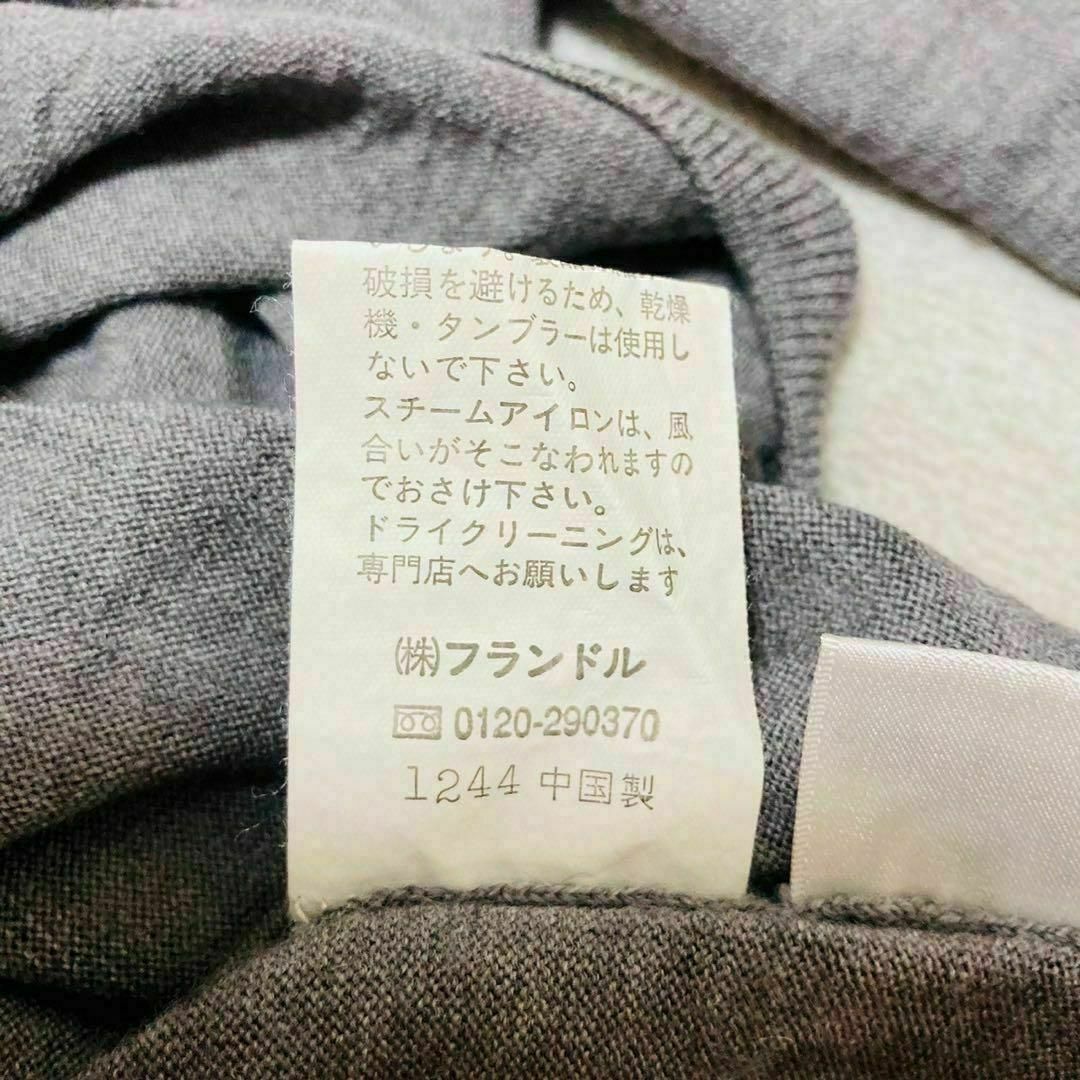 破損を避けるため、乾燥
機・タンブラーは使用し
ないで下さい。
スチームアイロンは、風
合いがそこなわれますの
でおさけ下さい。
ドライクリーニングは、
専門店へお願いします
㈱フランドル
0120-290370
1244 中国製